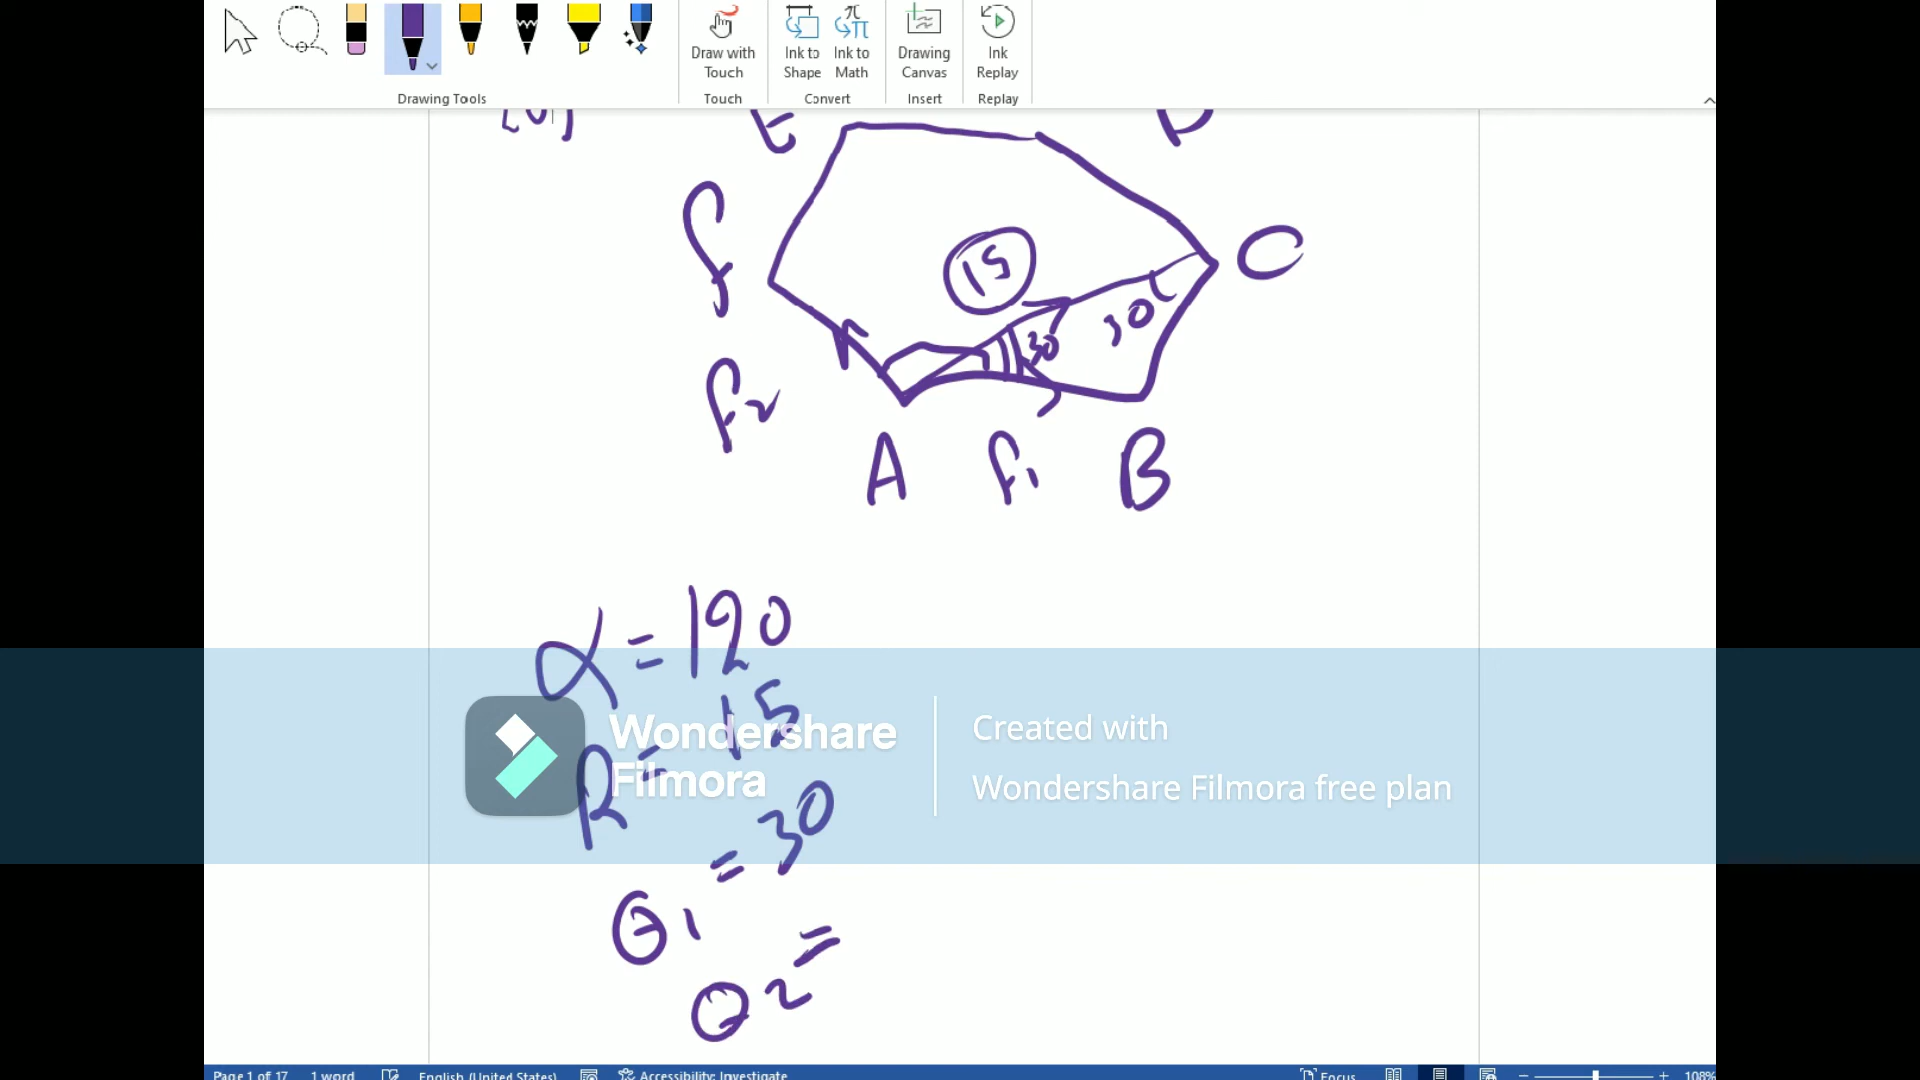 Draw with Touch
Ink to Shape
Ink to Math
Drawing Canvas
Ink Replay
Drawing Tools
Touch
Convert
Insert
Replay
E
D
f
15
C
30
30
f2
A
f1
B
α = 120
R = 15
θ1 = 30
θ2 =
Wondershare
Filmora
Created with
Wondershare Filmora free plan
Page 1 of 17
1 word
English (United States)
Accessibility: Investigate
Focus
108%